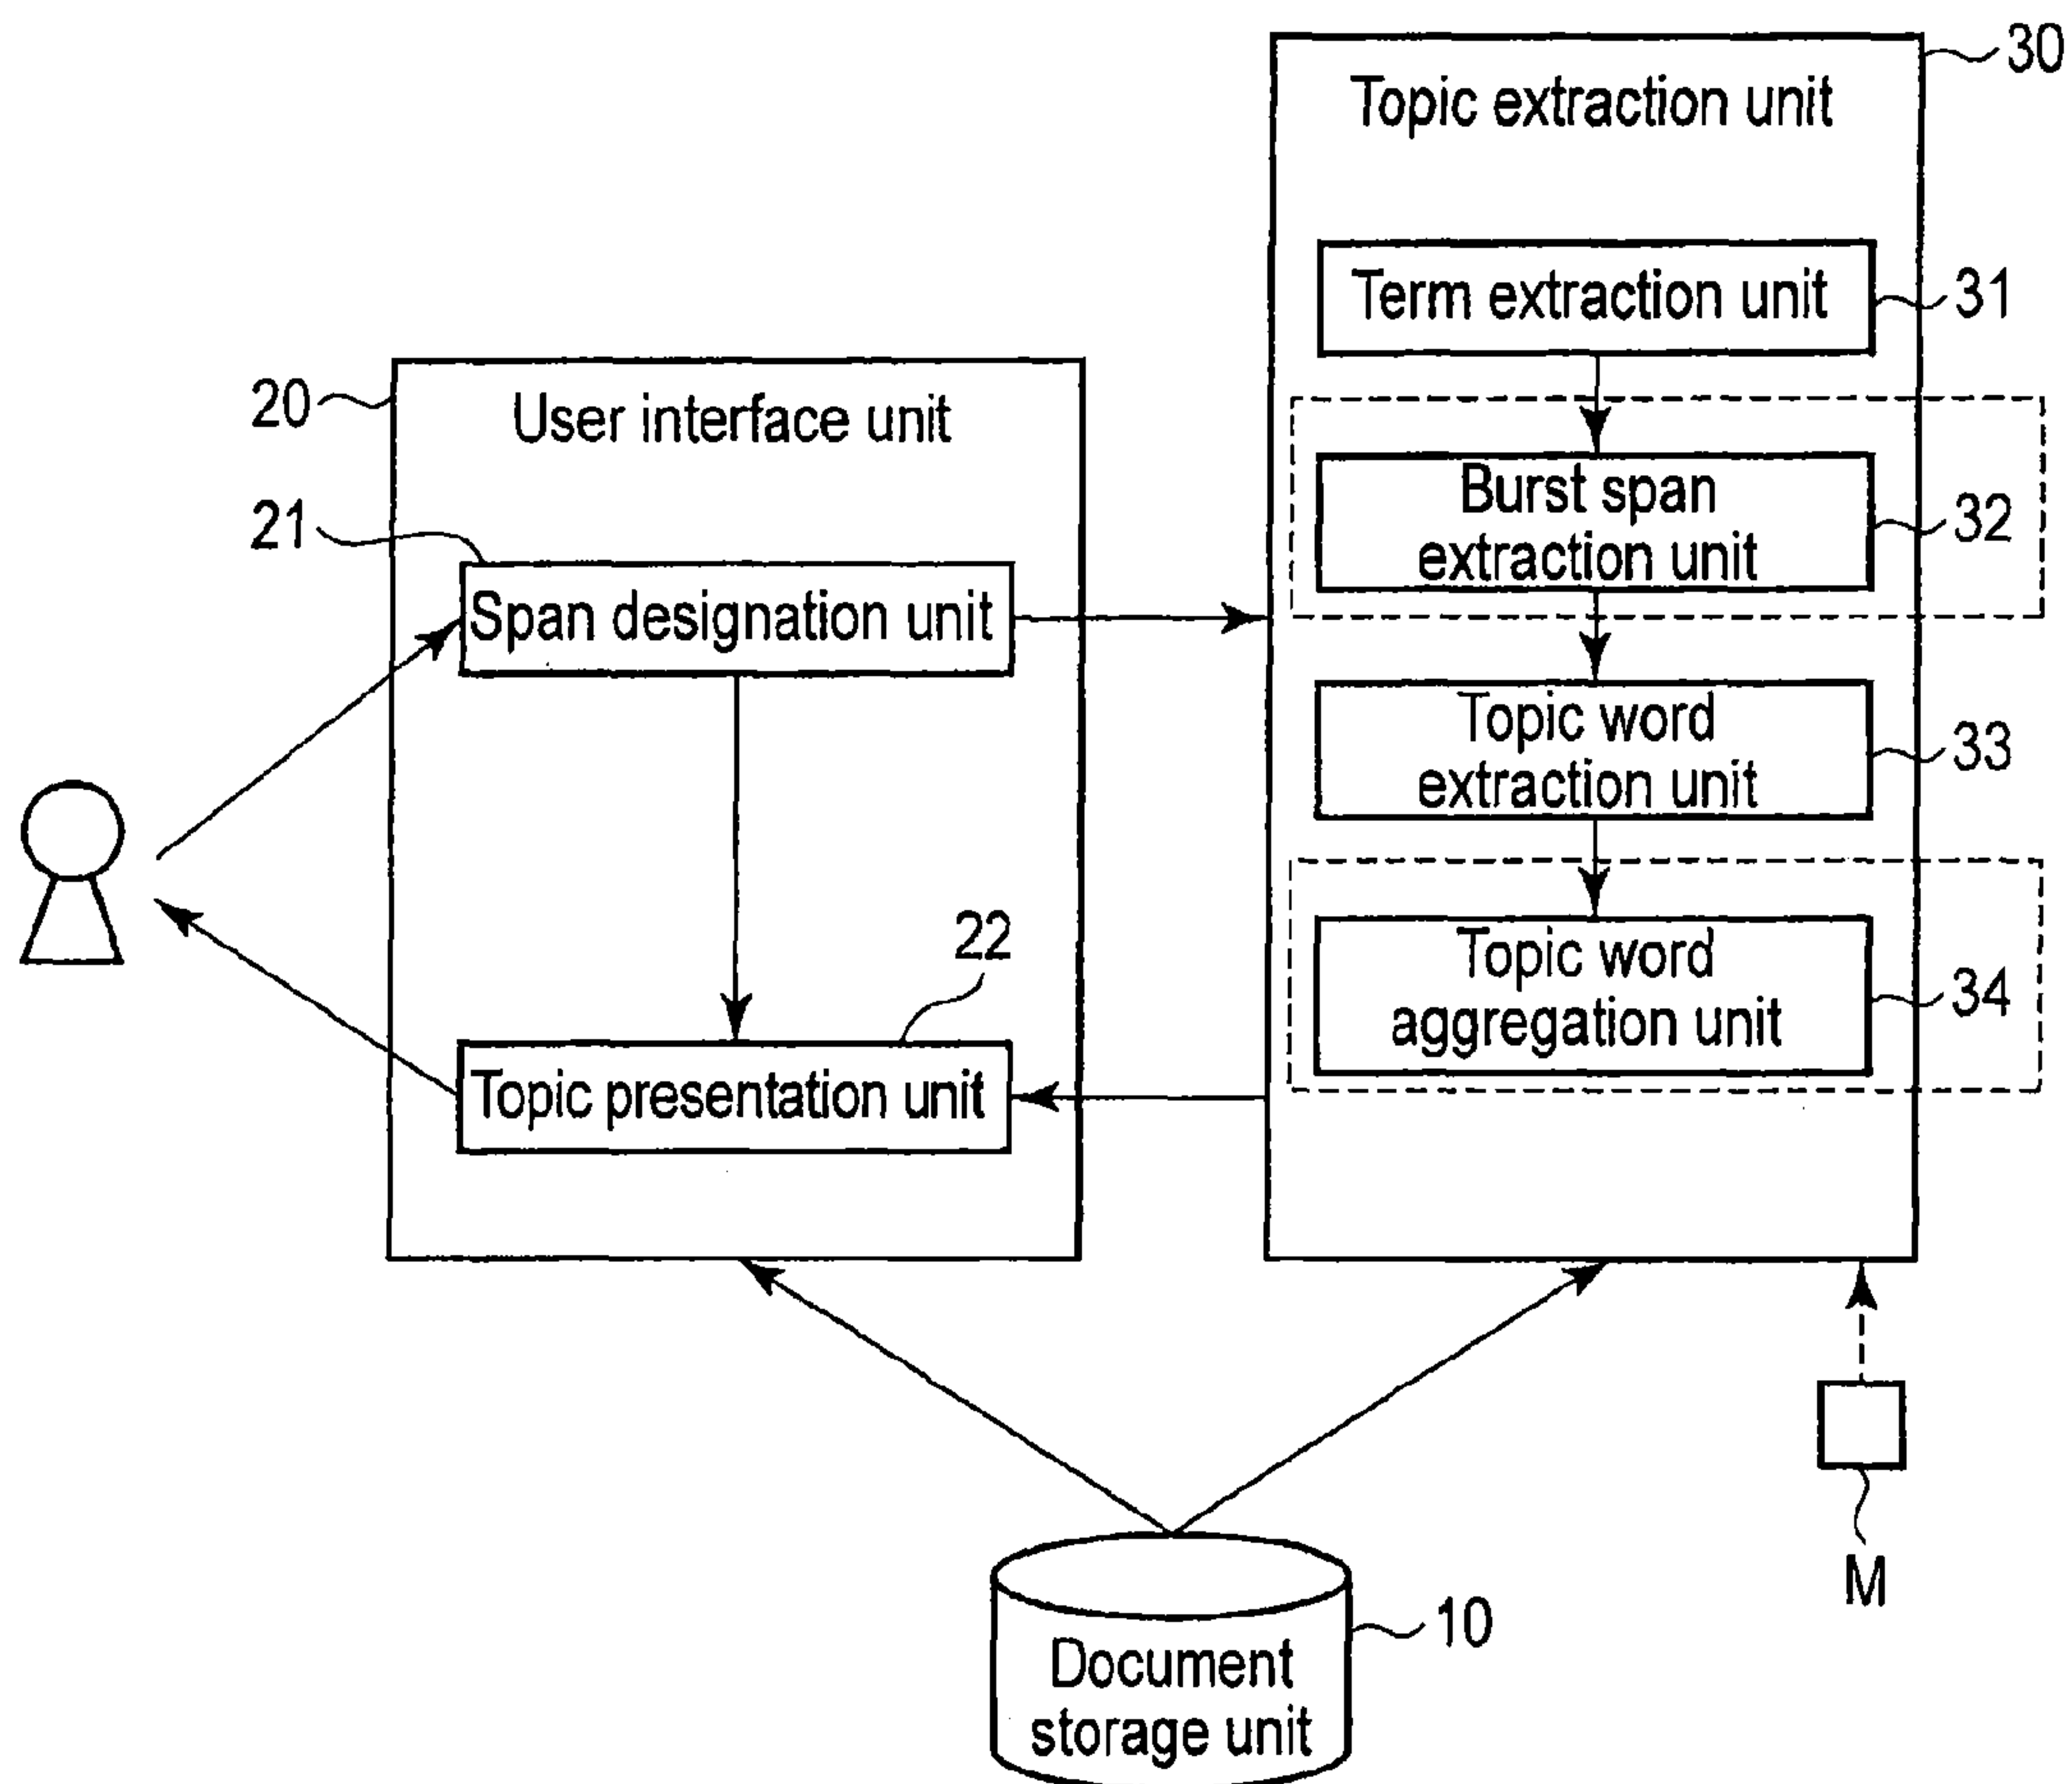 30
Topic extraction unit
Term extraction unit
31
20
User interface unit
Burst span
extraction unit
32
21
Span designation unit
Topic word
extraction unit
33
22
Topic word
aggregation unit
34
Topic presentation unit
M
10
Document
storage unit